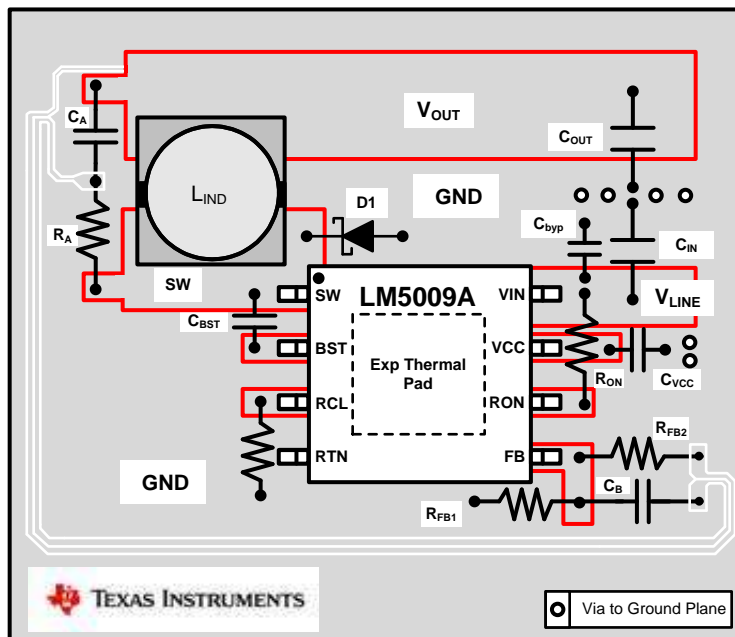 VOUT
CA
COUT
LIND
D1
GND
RA
Cbyp
CIN
SW
VLINE
LM5009A
SW
VIN
CBST
BST
VCC
Exp Thermal
Pad
RON
CVCC
RCL
RON
RFB2
RTN
FB
GND
CB
RFB1
TEXAS INSTRUMENTS
Via to Ground Plane